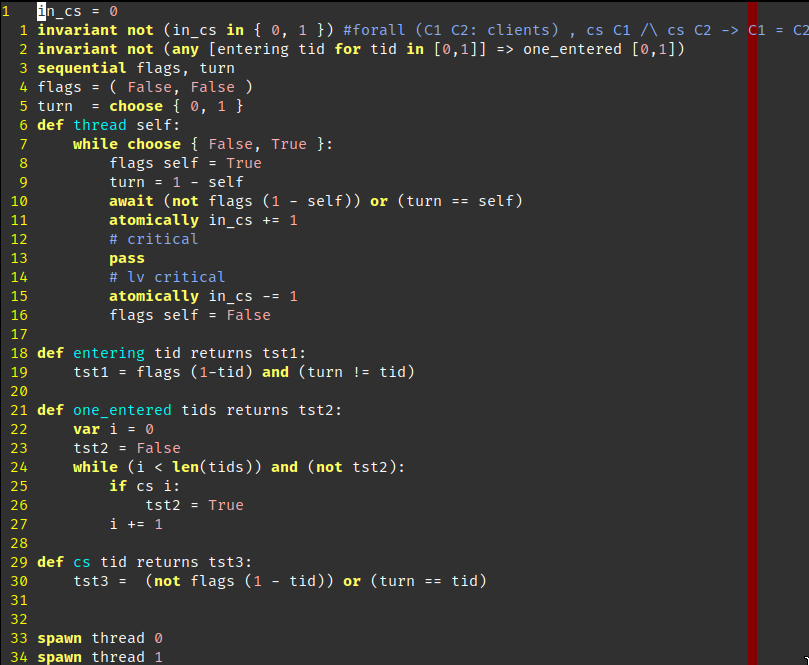 1   in_cs = 0
  1 invariant not (in_cs in { 0, 1 }) #forall (C1 C2: clients) , cs C1 /\ cs C2 -> C1 = C2
  2 invariant not (any [entering tid for tid in [0,1]] => one_entered [0,1])
  3 sequential flags, turn
  4 flags = ( False, False )
  5 turn  = choose { 0, 1 }
  6 def thread self:
  7     while choose { False, True }:
  8         flags self = True
  9         turn = 1 - self
 10         await (not flags (1 - self)) or (turn == self)
 11         atomically in_cs += 1
 12         # critical
 13         pass
 14         # lv critical
 15         atomically in_cs -= 1
 16         flags self = False
 17
 18 def entering tid returns tst1:
 19     tst1 = flags (1-tid) and (turn != tid)
 20
 21 def one_entered tids returns tst2:
 22     var i = 0
 23     tst2 = False
 24     while (i < len(tids)) and (not tst2):
 25         if cs i:
 26             tst2 = True
 27         i += 1
 28
 29 def cs tid returns tst3:
 30     tst3 =  (not flags (1 - tid)) or (turn == tid)
 31
 32
 33 spawn thread 0
 34 spawn thread 1